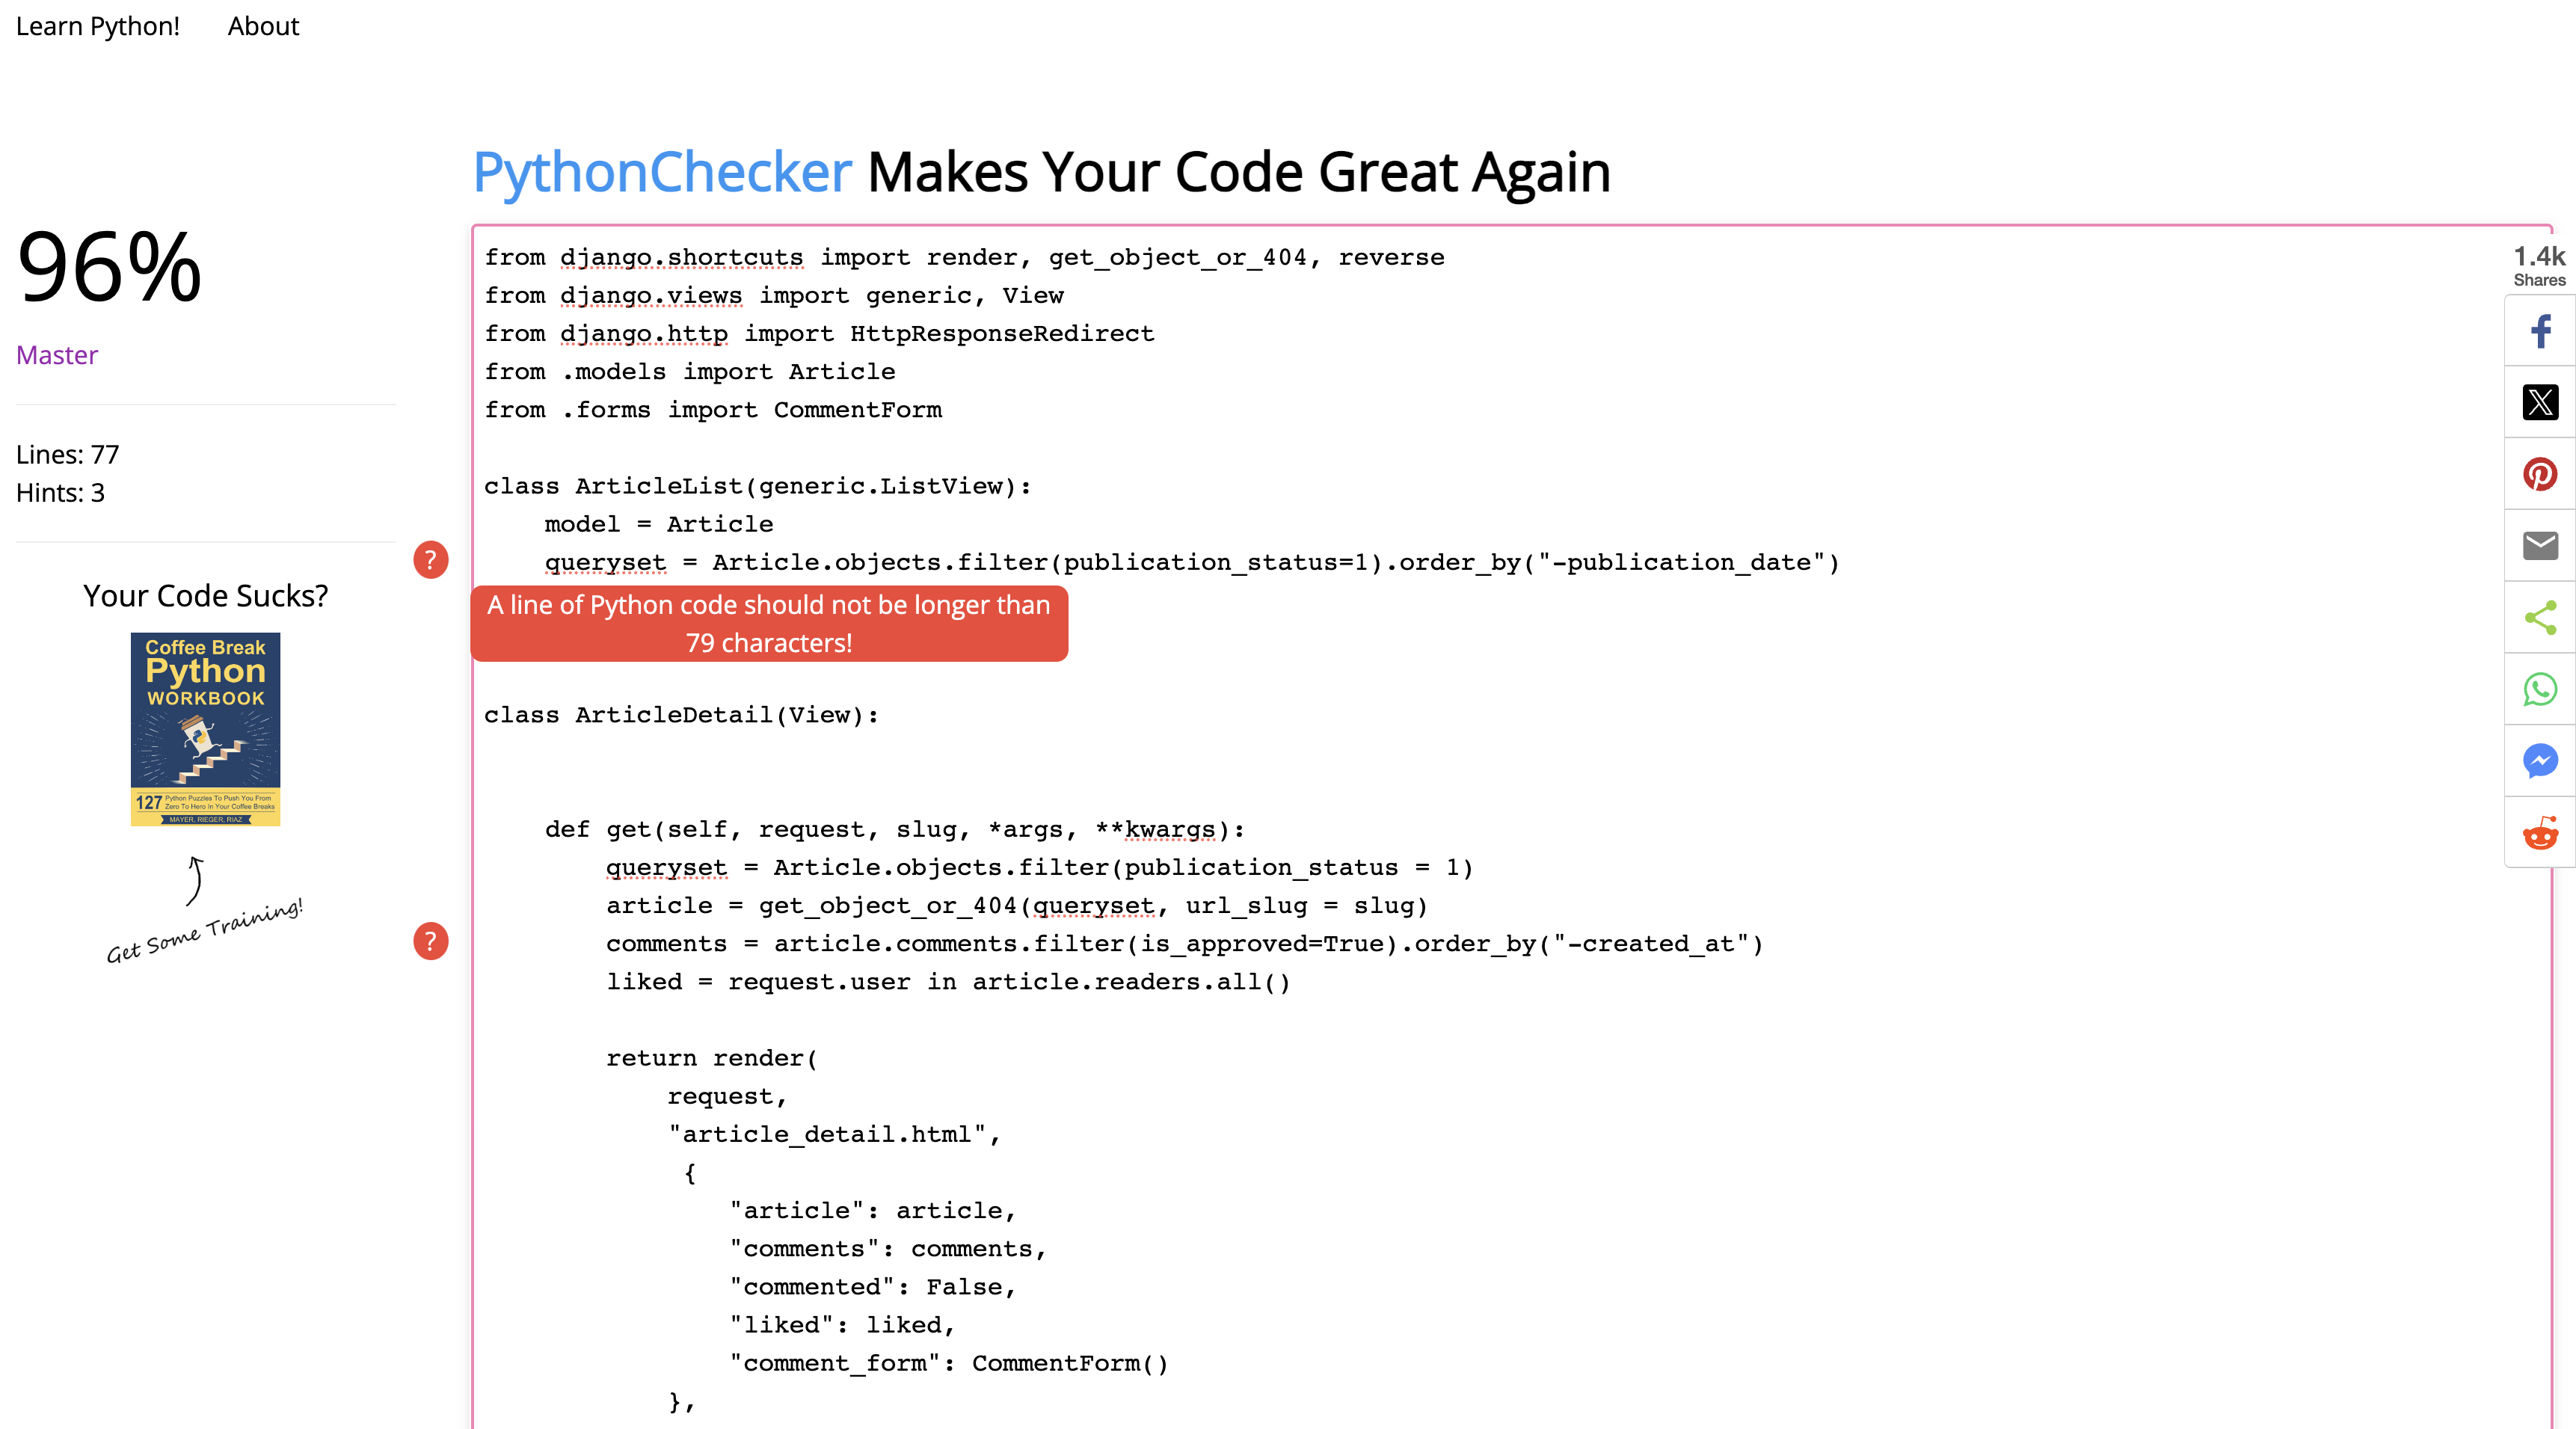 Learn Python! About
PythonChecker Makes Your Code Great Again
96%
Master
Lines: 77
Hints: 3
Your Code Sucks?
Coffee Break
Python
WORKBOOK
127 Python Puzzles To Push You From
Zero To Hero In Your Coffee Breaks
MAYER, RIEGER, RIAZ
Get Some Training!
from django.shortcuts import render, get_object_or_404, reverse
from django.views import generic, View
from django.http import HttpResponseRedirect
from .models import Article
from .forms import CommentForm
class ArticleList(generic.ListView):
    model = Article
?
    queryset = Article.objects.filter(publication_status=1).order_by("-publication_date")
A line of Python code should not be longer than
79 characters!
class ArticleDetail(View):
    def get(self, request, slug, *args, **kwargs):
        queryset = Article.objects.filter(publication_status = 1)
        article = get_object_or_404(queryset, url_slug = slug)
?
        comments = article.comments.filter(is_approved=True).order_by("-created_at")
        liked = request.user in article.readers.all()
        return render(
            request,
            "article_detail.html",
             {
                "article": article,
                "comments": comments,
                "commented": False,
                "liked": liked,
                "comment_form": CommentForm()
            },
1.4k
Shares